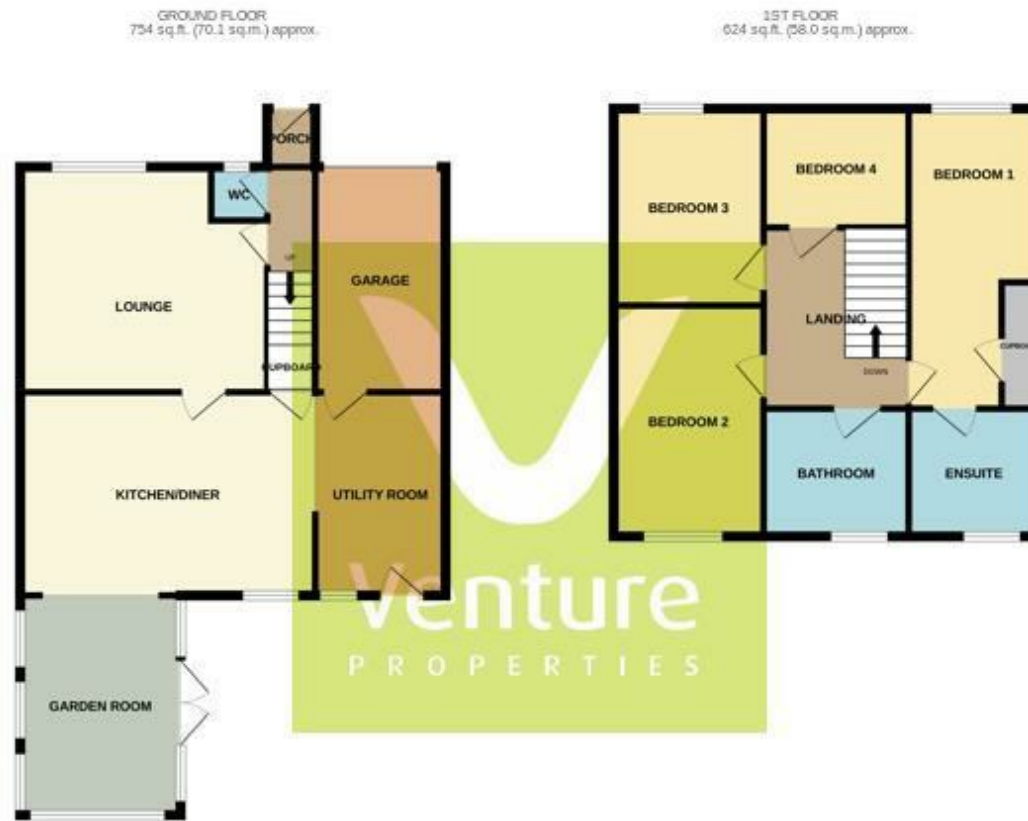 GROUND FLOOR
754 sq.ft. (70.1 sq.m.) approx.
1ST FLOOR
624 sq.ft. (58.0 sq.m.) approx.
PORCH
WC
UP
LOUNGE
GARAGE
CUPBOARD
KITCHEN/DINER
UTILITY ROOM
GARDEN ROOM
BEDROOM 3
BEDROOM 4
BEDROOM 1
LANDING
CUPBOA
DOWN
BEDROOM 2
BATHROOM
ENSUITE
Venture
PROPERTIES